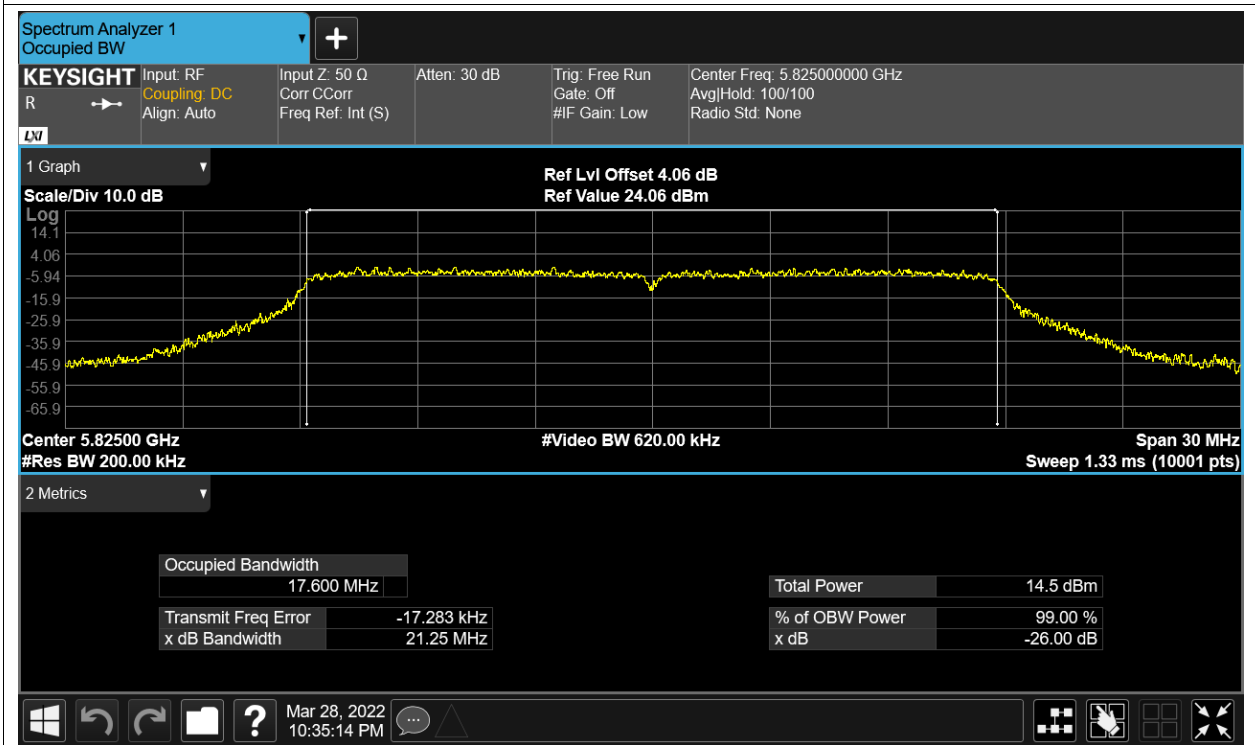 Spectrum Analyzer 1
Occupied BW
KEYSIGHT
R
LXI
Input: RF
Coupling: DC
Align: Auto
Input Z: 50 Ω
Corr CCorr
Freq Ref: Int (S)
Atten: 30 dB
Trig: Free Run
Gate: Off
#IF Gain: Low
Center Freq: 5.825000000 GHz
Avg|Hold: 100/100
Radio Std: None
1 Graph
Scale/Div 10.0 dB
Ref Lvl Offset 4.06 dB
Ref Value 24.06 dBm
Log
14.1
4.06
-5.94
-15.9
-25.9
-35.9
-45.9
-55.9
-65.9
Center 5.82500 GHz
#Video BW 620.00 kHz
Span 30 MHz
#Res BW 200.00 kHz
Sweep 1.33 ms (10001 pts)
2 Metrics
Occupied Bandwidth
17.600 MHz
Total Power 14.5 dBm
Transmit Freq Error -17.283 kHz
% of OBW Power 99.00 %
x dB Bandwidth 21.25 MHz
x dB -26.00 dB
?
Mar 28, 2022
10:35:14 PM